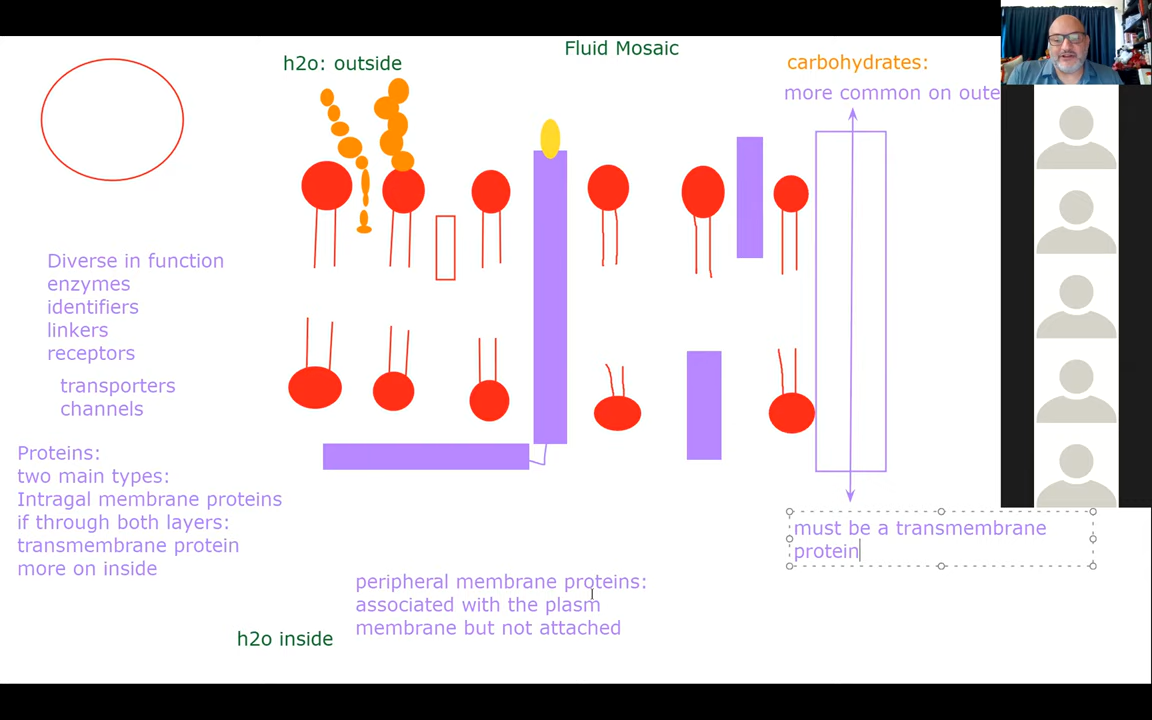 Fluid Mosaic
h2o: outside
carbohydrates:
more common on oute
Diverse in function
enzymes
identifiers
linkers
receptors
transporters
channels
Proteins:
two main types:
Intragal membrane proteins
if through both layers:
transmembrane protein
more on inside
must be a transmembrane
protein
peripheral membrane proteins:
associated with the plasm
membrane but not attached
h2o inside